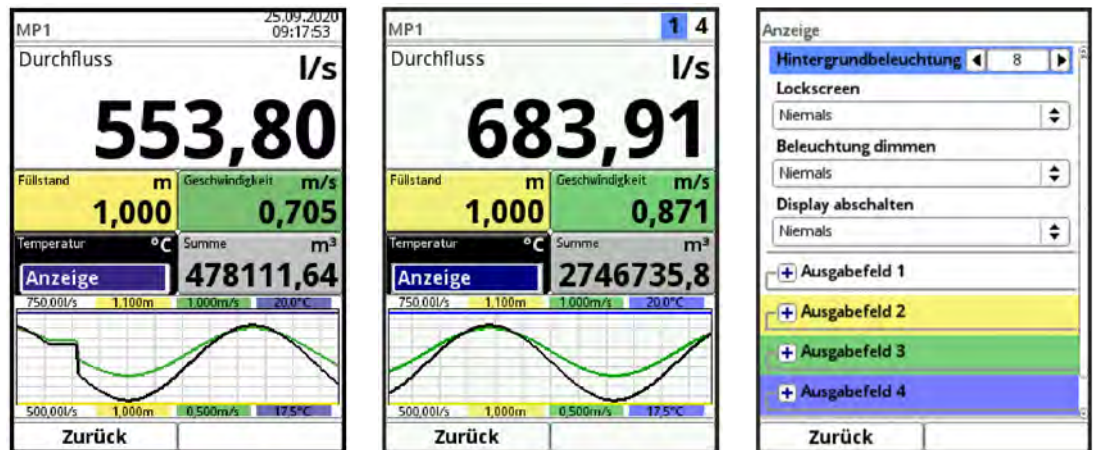 MP1
25.09.2020
09:17:53
Durchfluss
l/s
553,80
Füllstand m
Geschwindigkeit m/s
1,000
0,705
Temperatur °C
Summe m³
Anzeige
478111,64
750,00l/s 1,100m 1,000m/s 20,0°C
500,00l/s 1,000m 0,500m/s 17,5°C
Zurück
MP1
1 4
Durchfluss
l/s
683,91
Füllstand m
Geschwindigkeit m/s
1,000
0,871
Temperatur °C
Summe m³
Anzeige
2746735,8
750,00l/s 1,100m 1,000m/s 20,0°C
500,00l/s 1,000m 0,500m/s 17,5°C
Zurück
Anzeige
Hintergrundbeleuchtung 8
Lockscreen
Niemals
Beleuchtung dimmen
Niemals
Display abschalten
Niemals
Ausgabefeld 1
Ausgabefeld 2
Ausgabefeld 3
Ausgabefeld 4
Zurück